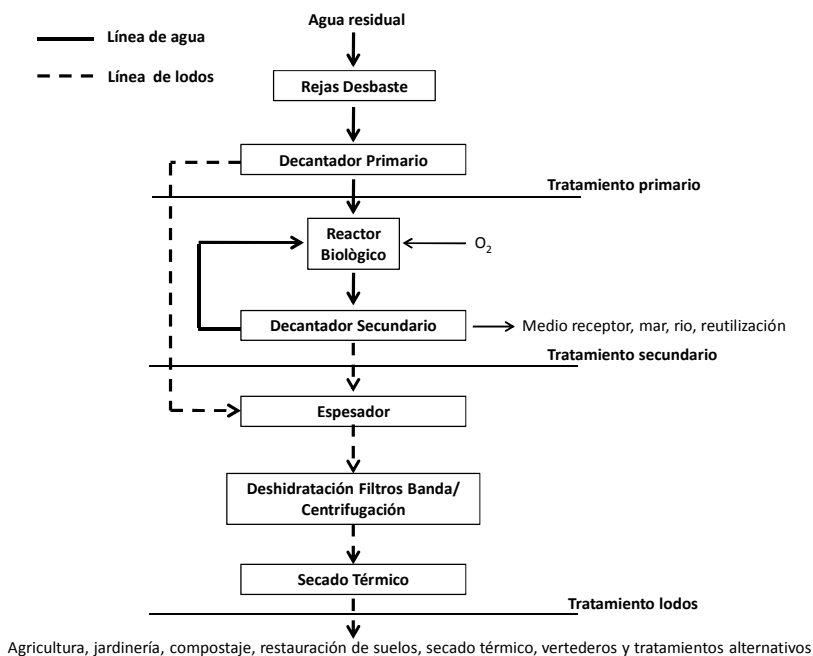 Agua residual
Línea de agua
Línea de lodos
Rejas Desbaste
Decantador Primario
Tratamiento primario
Reactor
Biològico
O2
Decantador Secundario
Medio receptor, mar, rio, reutilización
Tratamiento secundario
Espesador
Deshidratación Filtros Banda/
Centrifugación
Secado Térmico
Tratamiento lodos
Agricultura, jardinería, compostaje, restauración de suelos, secado térmico, vertederos y tratamientos alternativos